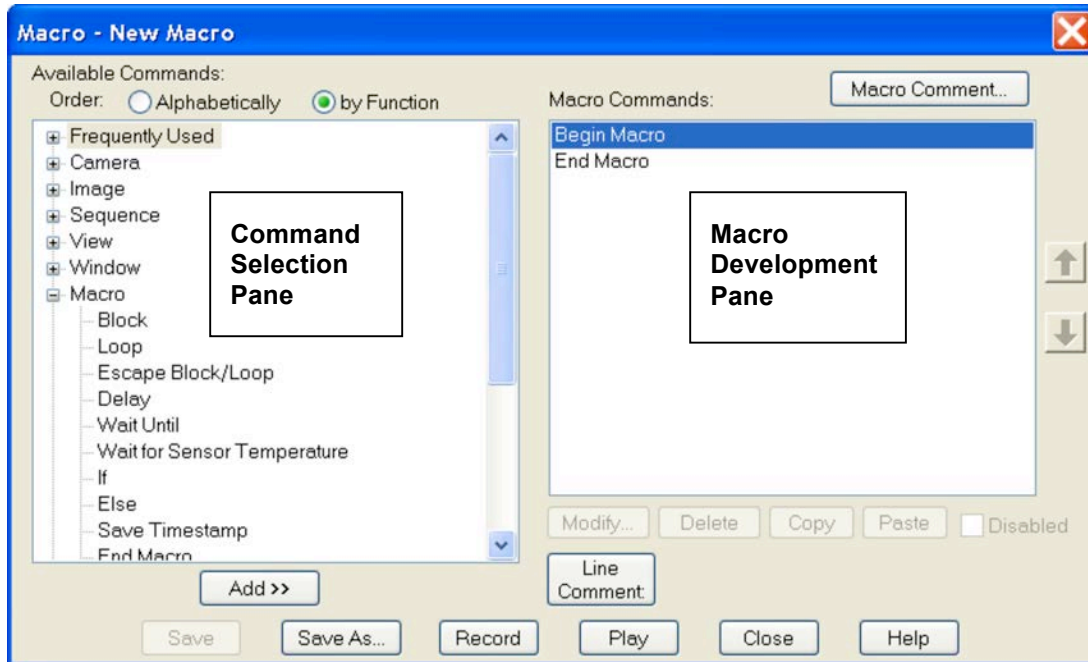 Macro - New Macro
Available Commands:
Order: Alphabetically by Function
Frequently Used
Camera
Image
Sequence
View
Window
Macro
Block
Loop
Escape Block/Loop
Delay
Wait Until
Wait for Sensor Temperature
If
Else
Save Timestamp
End Macro
Command
Selection
Pane
Add >>
Macro Commands:
Macro Comment...
Begin Macro
End Macro
Macro
Development
Pane
Modify... Delete Copy Paste Disabled
Line
Comment:
Save Save As... Record Play Close Help